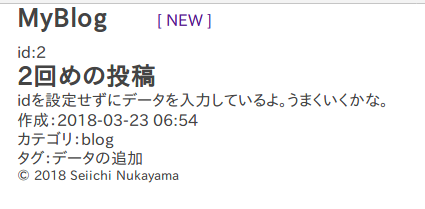 MyBlog [ NEW ]
id:2
2回めの投稿
idを設定せずにデータを入力しているよ。うまくいくかな。
作成：2018-03-23 06:54
カテゴリ：blog
タグ：データの追加
© 2018 Seiichi Nukayama